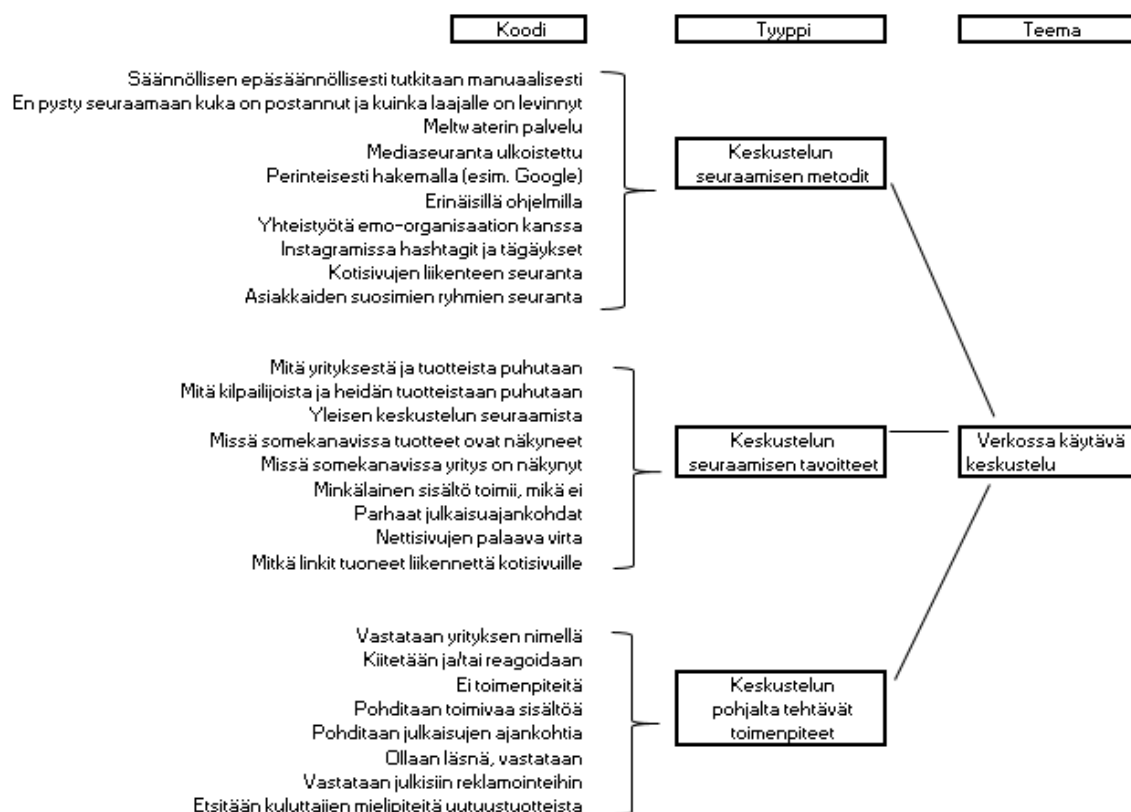 Koodi
Tyyppi
Teema
Säännöllisen epäsäännöllisesti tutkitaan manuaalisesti
En pysty seuraamaan kuka on postannut ja kuinka laajalle on levinnyt
Meltwaterin palvelu
Mediaseuranta ulkoistettu
Perinteisesti hakemalla (esim. Google)
Erinäisillä ohjelmilla
Yhteistyötä emo-organisaation kanssa
Instagramissa hashtagit ja tägäykset
Kotisivujen liikenteen seuranta
Asiakkaiden suosimien ryhmien seuranta
Keskustelun
seuraamisen metodit
Mitä yrityksestä ja tuotteista puhutaan
Mitä kilpailijoista ja heidän tuotteistaan puhutaan
Yleisen keskustelun seuraamista
Missä somekanavissa tuotteet ovat näkyneet
Missä somekanavissa yritys on näkynyt
Minkälainen sisältö toimii, mikä ei
Parhaat julkaisuajankohdat
Nettisivujen palaava virta
Mitkä linkit tuoneet liikennettä kotisivuille
Keskustelun
seuraamisen tavoitteet
Verkossa käytävä
keskustelu
Vastataan yrityksen nimellä
Kiitetään ja/tai reagoidaan
Ei toimenpiteitä
Pohditaan toimivaa sisältöä
Pohditaan julkaisujen ajankohtia
Ollaan läsnä, vastataan
Vastataan julkisiin reklamointeihin
Etsitään kuluttajien mielipiteitä uutuustuotteista
Keskustelun
pohjalta tehtävät
toimenpiteet